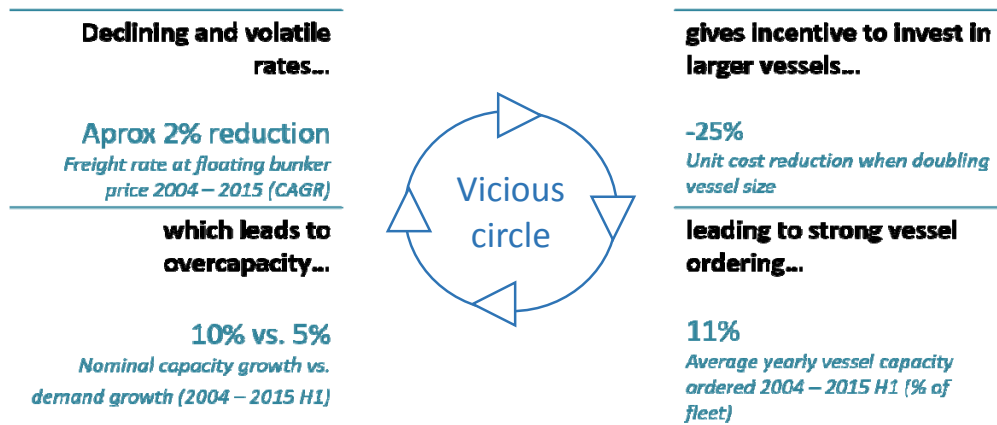 Declining and volatile
rates...
Aprox 2% reduction
Freight rate at floating bunker
price 2004 – 2015 (CAGR)
gives incentive to invest in
larger vessels...
-25%
Unit cost reduction when doubling
vessel size
Vicious
circle
which leads to
overcapacity...
10% vs. 5%
Nominal capacity growth vs.
demand growth (2004 – 2015 H1)
leading to strong vessel
ordering...
11%
Average yearly vessel capacity
ordered 2004 – 2015 H1 (% of
fleet)